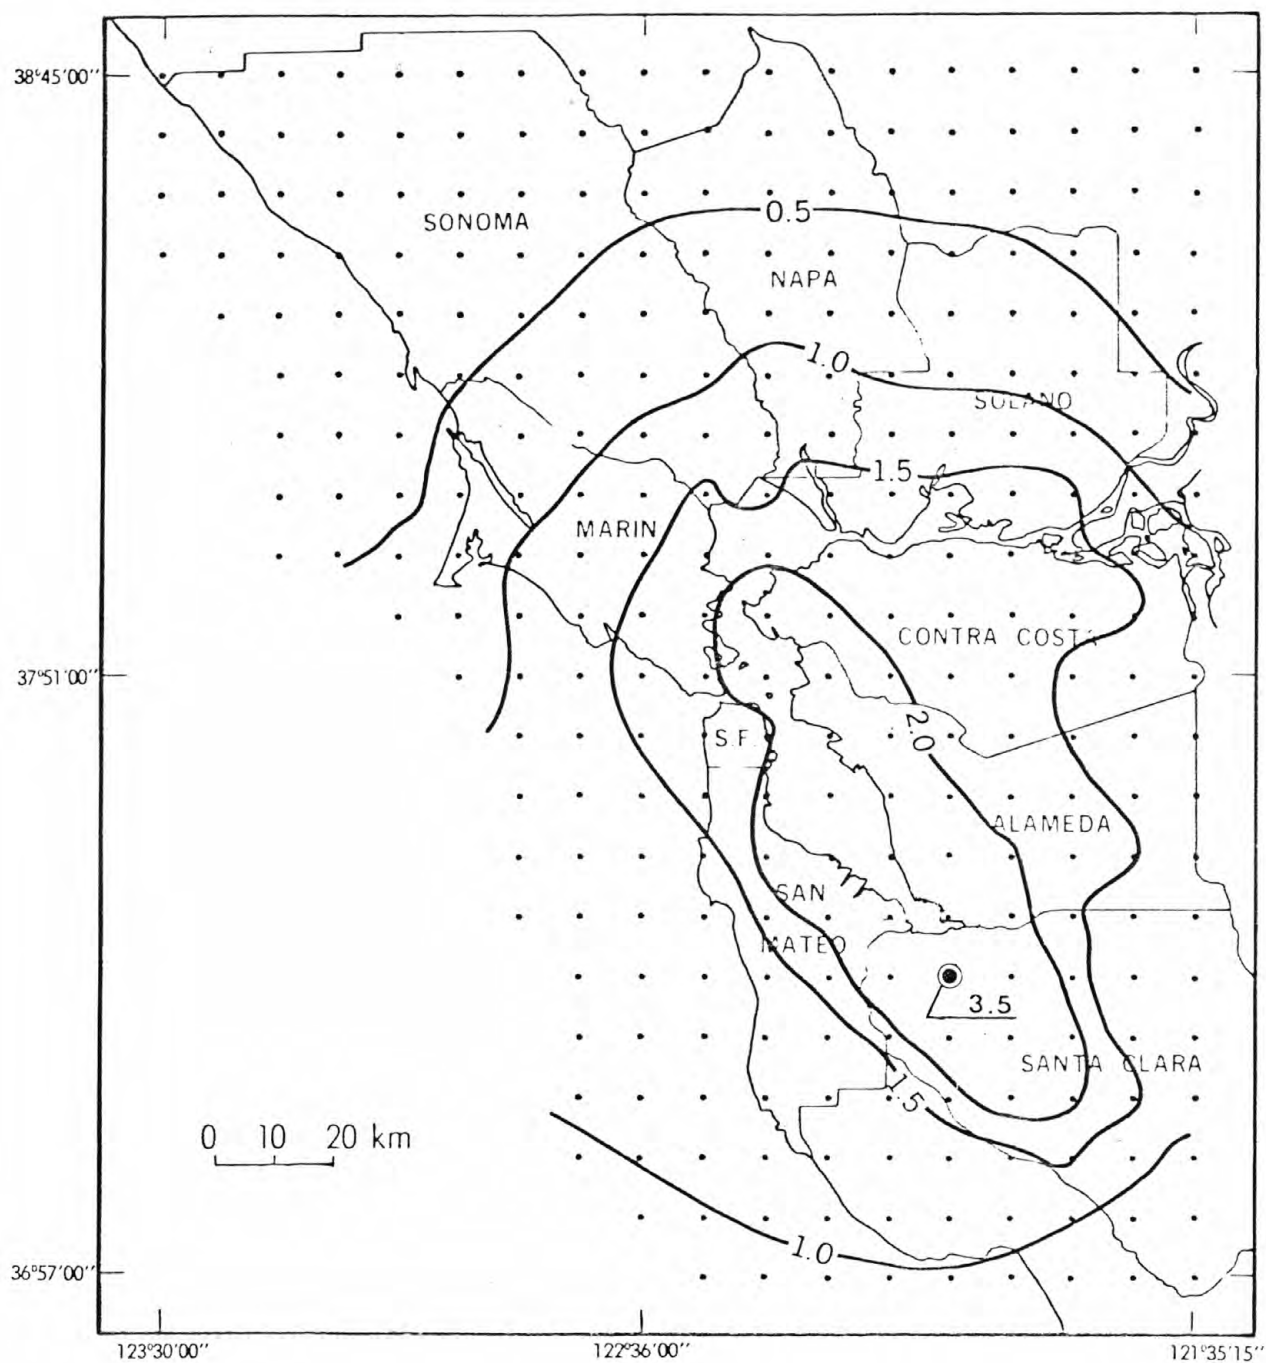 38°45'00"
SONOMA
0.5
NAPA
1.0
SOLANO
1.5
MARIN
CONTRA COSTA
37°51'00"
2.0
S.F.
ALAMEDA
SAN
MATEO
3.5
SANTA CLARA
1.5
0 10 20 km
1.0
36°57'00"
123°30'00"
122°36'00"
121°35'15"